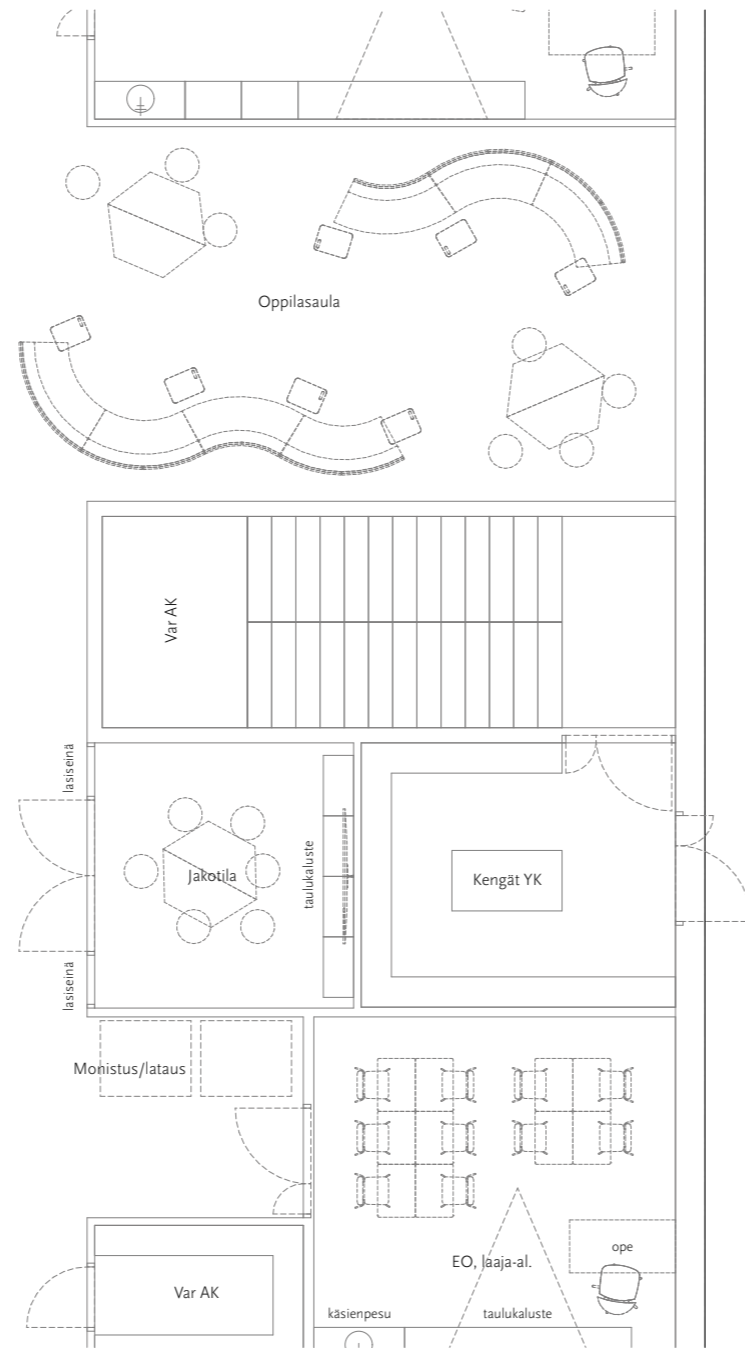 Oppilasaula
Var AK
lasiseinä
taulukaluste
Jakotila
Kengät YK
lasiseinä
Monistus/lataus
ope
EO, laaja-al.
Var AK
käsienpesu
taulukaluste